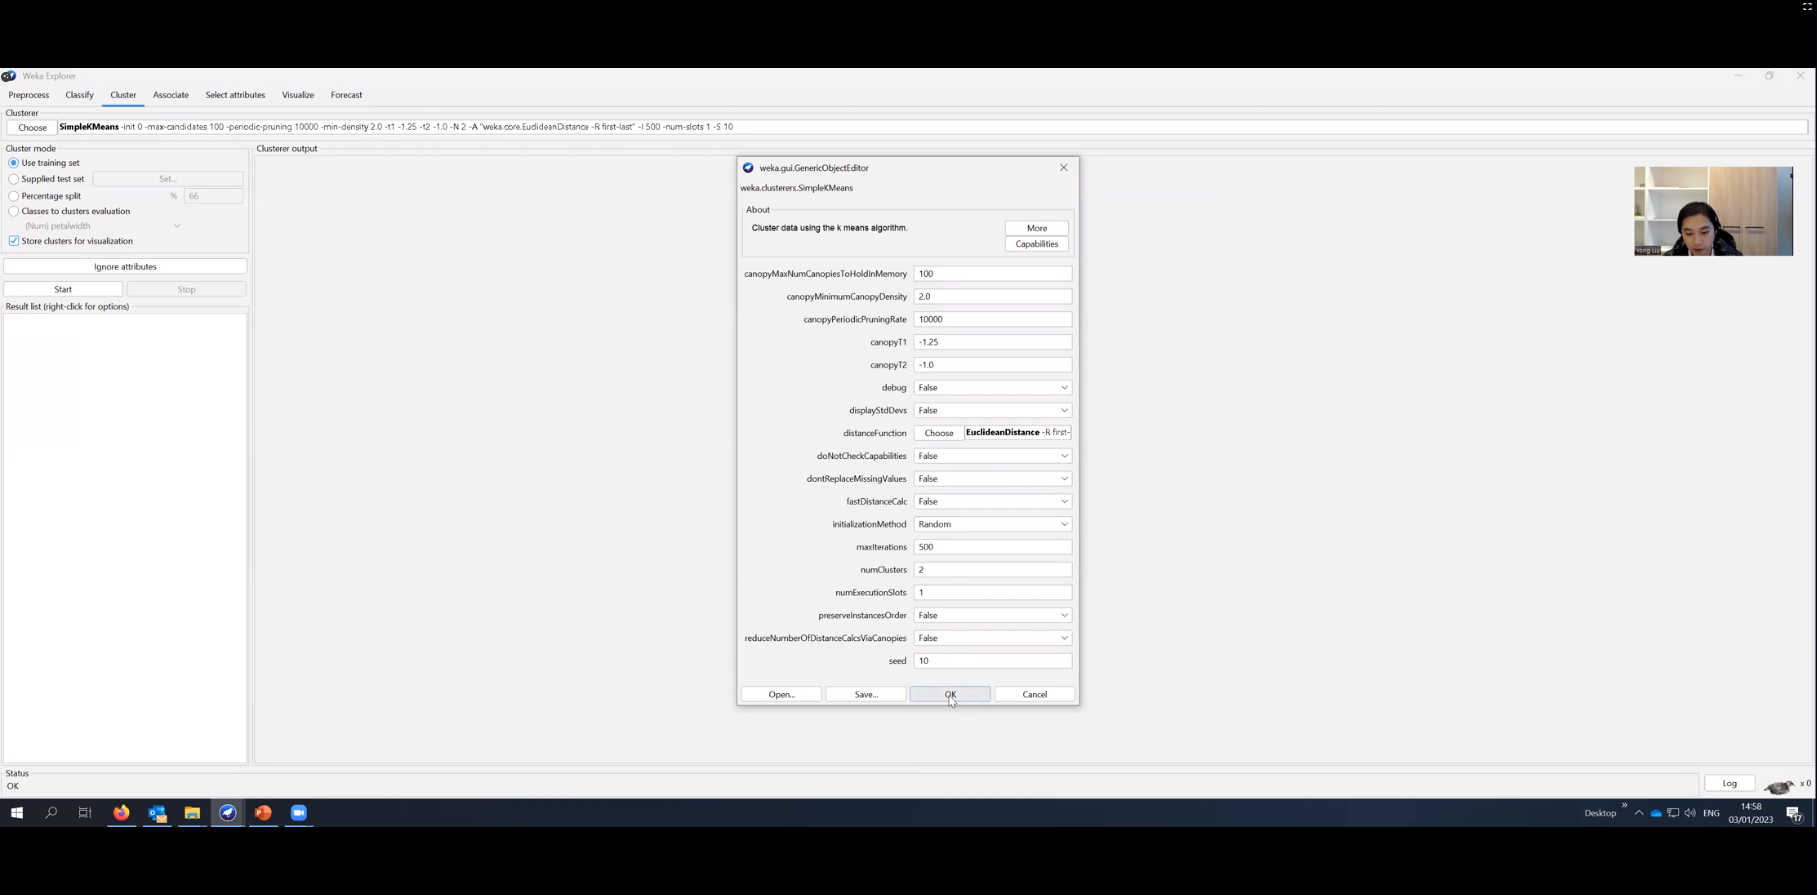 Weka Explorer
Preprocess Classify Cluster Associate Select attributes Visualize Forecast
Clusterer
Choose SimpleKMeans -init 0 -max-candidates 100 -periodic-pruning 10000 -min-density 2.0 -t1 -1.25 -t2 -1.0 -N 2 -A "weka.core.EuclideanDistance -R first-last" -I 500 -num-slots 1 -S 10
Cluster mode
Use training set
Supplied test set Set...
Percentage split % 66
Classes to clusters evaluation
(Num) petalwidth
Store clusters for visualization
Ignore attributes
Start Stop
Result list (right-click for options)
Clusterer output
weka.gui.GenericObjectEditor
weka.clusterers.SimpleKMeans
About
Cluster data using the k means algorithm.
More
Capabilities
canopyMaxNumCanopiesToHoldInMemory 100
canopyMinimumCanopyDensity 2.0
canopyPeriodicPruningRate 10000
canopyT1 -1.25
canopyT2 -1.0
debug False
displayStdDevs False
distanceFunction Choose EuclideanDistance -R first-
doNotCheckCapabilities False
dontReplaceMissingValues False
fastDistanceCalc False
initializationMethod Random
maxIterations 500
numClusters 2
numExecutionSlots 1
preserveInstancesOrder False
reduceNumberOfDistanceCalcsViaCanopies False
seed 10
Open... Save... OK Cancel
Yong Liu
Status
OK
Log x 0
Desktop ENG 14:58
03/01/2023
17